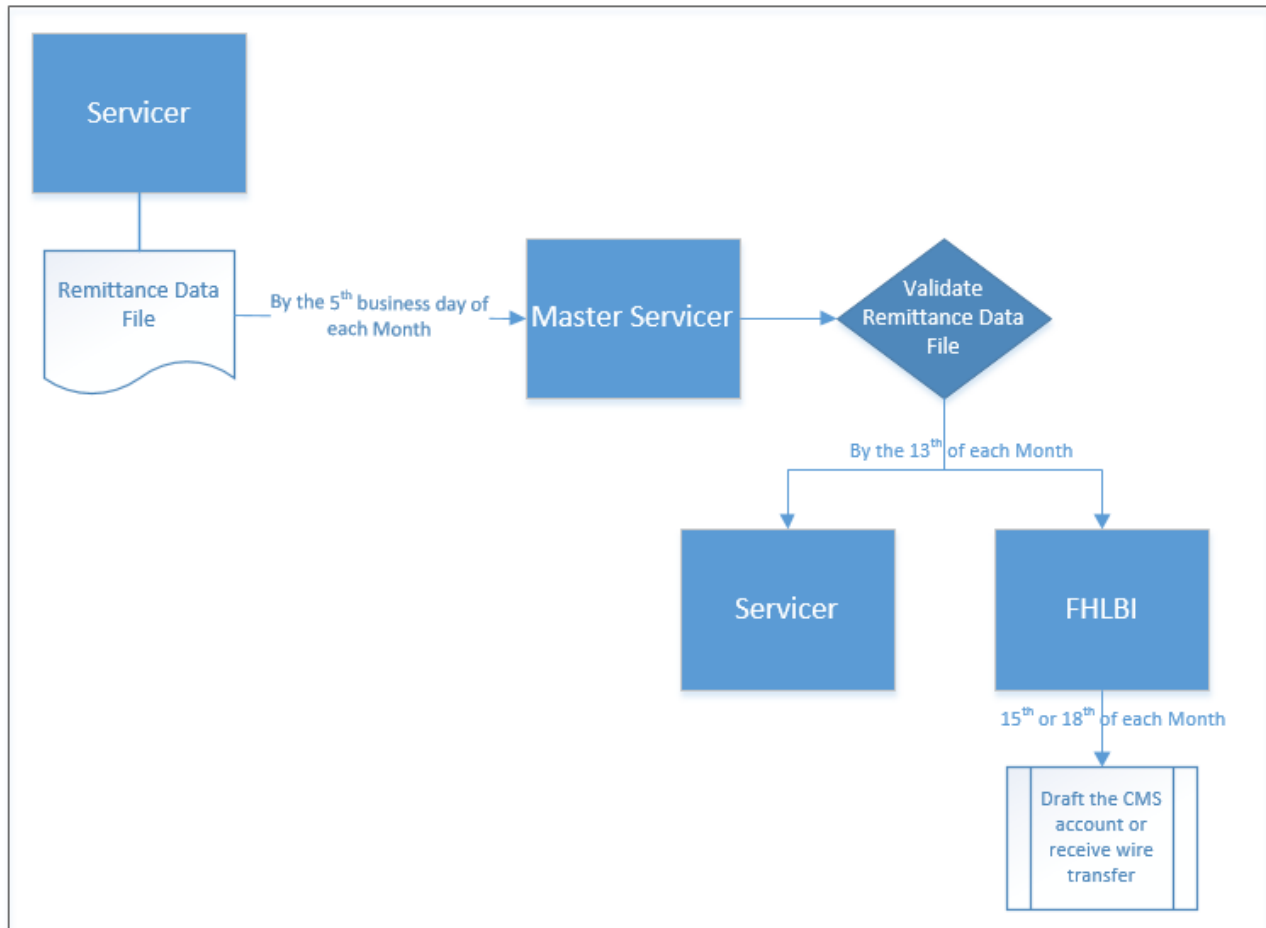 Servicer
Remittance Data
File
By the 5th business day of
each Month
Master Servicer
Validate
Remittance Data
File
By the 13th of each Month
Servicer
FHLBI
15th or 18th of each Month
Draft the CMS
account or
receive wire
transfer